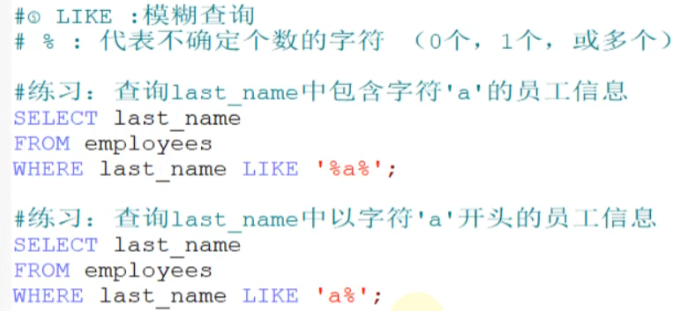 #⑥ LIKE :模糊查询
# % : 代表不确定个数的字符 （0个，1个，或多个）
#练习：查询last_name中包含字符'a'的员工信息
SELECT last_name
FROM employees
WHERE last_name LIKE '%a%';
#练习：查询last_name中以字符'a'开头的员工信息
SELECT last_name
FROM employees
WHERE last_name LIKE 'a%';